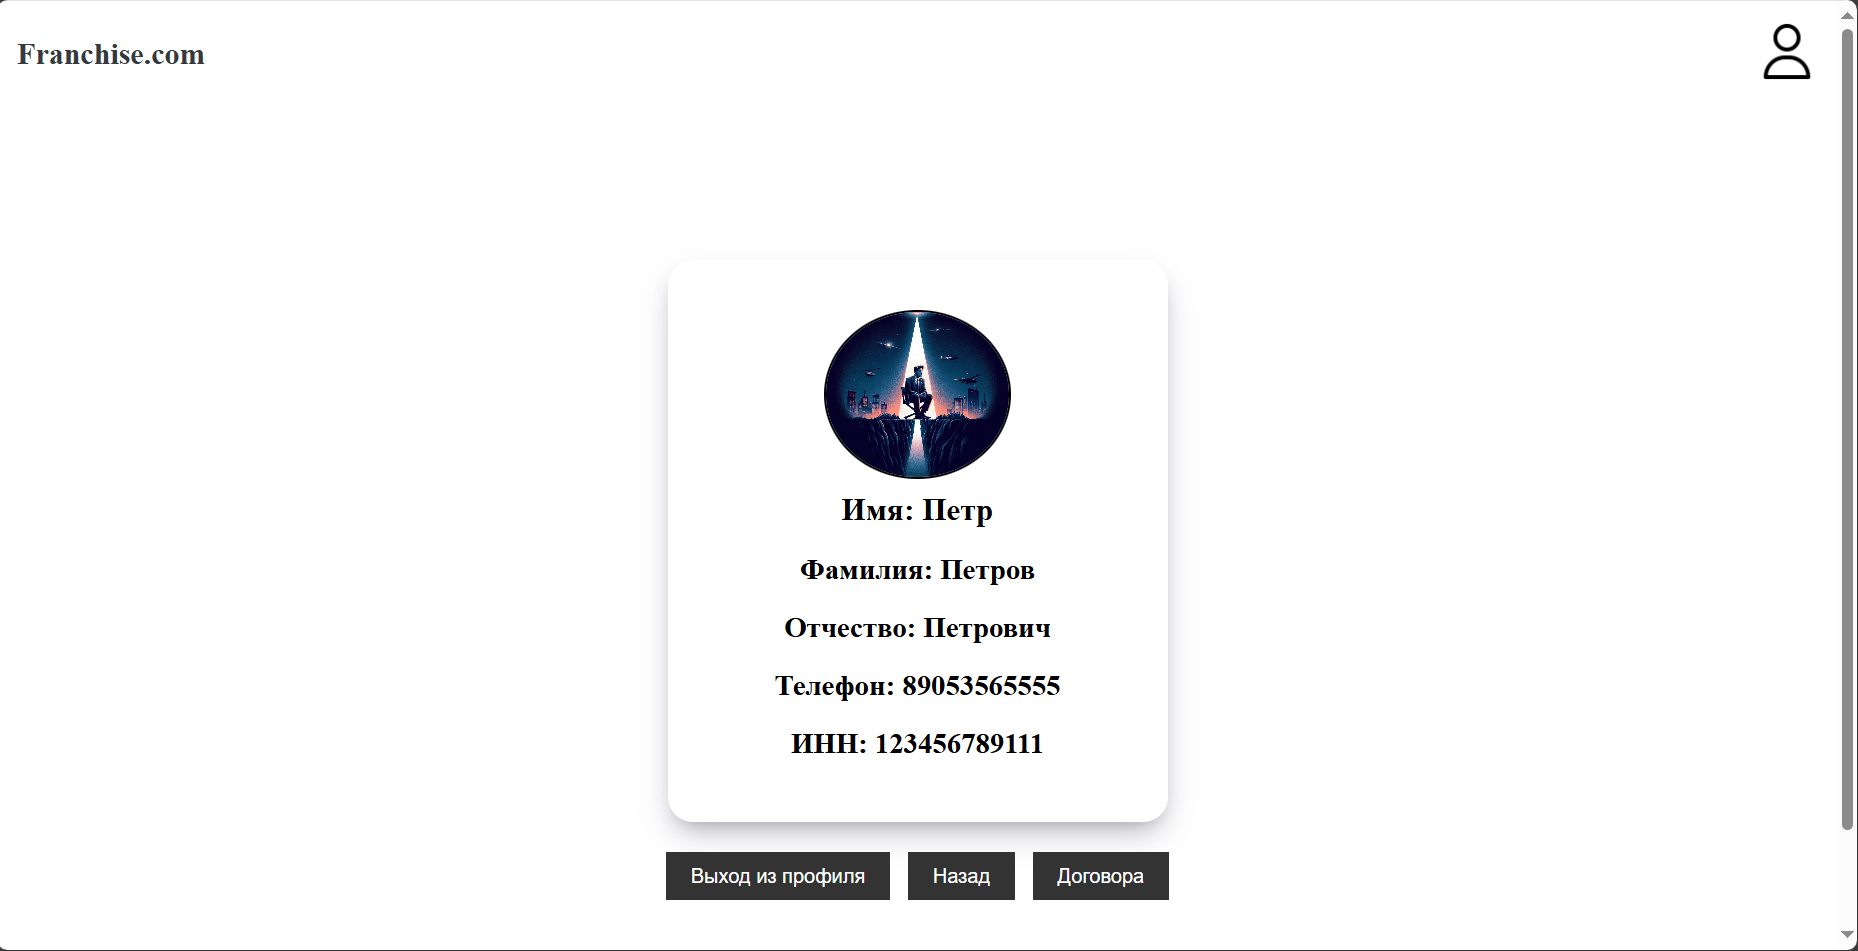 Franchise.com
Имя: Петр
Фамилия: Петров
Отчество: Петрович
Телефон: 89053565555
ИНН: 123456789111
Выход из профиля
Назад
Договора